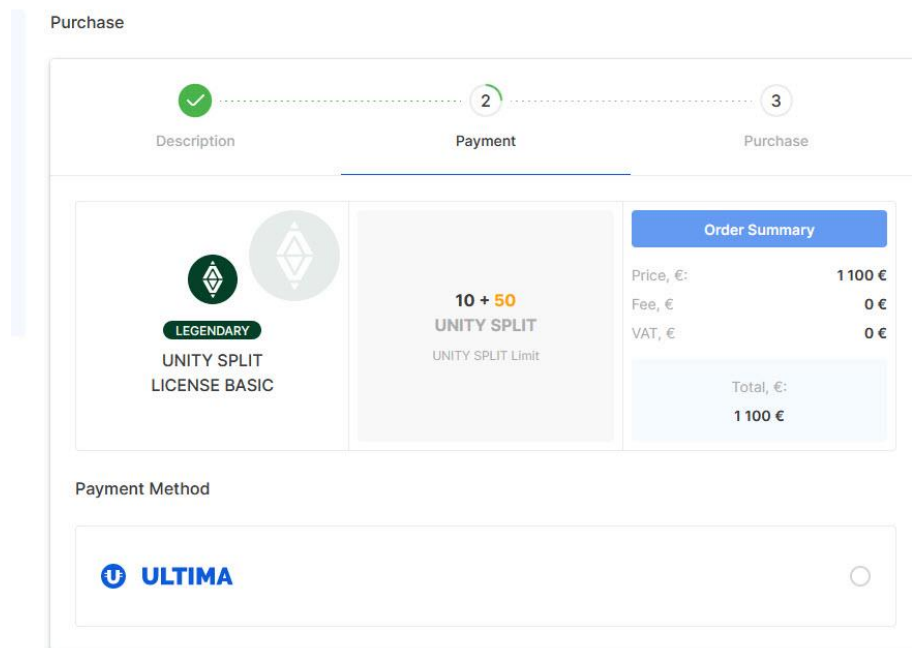 Purchase
2
3
Description
Payment
Purchase
LEGENDARY
UNITY SPLIT
LICENSE BASIC
10 + 50
UNITY SPLIT
UNITY SPLIT Limit
Order Summary
Price, €: 1 100 €
Fee, € 0 €
VAT, € 0 €
Total, €:
1 100 €
Payment Method
ULTIMA